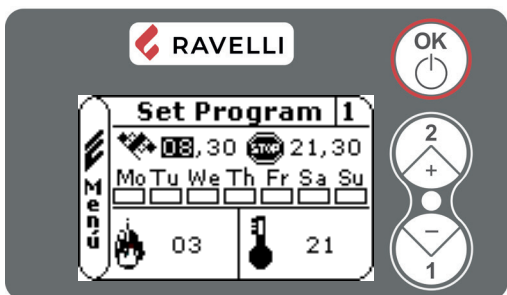 RAVELLI
OK
Set Program 1
08,30 STOP 21,30
Mo Tu We Th Fr Sa Su
Menú
03 21
2
+
−
1